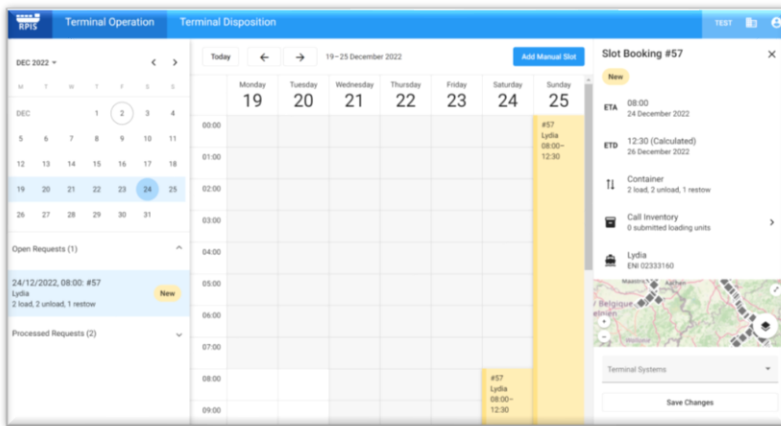 RPIS
Terminal Operation
Terminal Disposition
TEST
DEC 2022
M T W T F S S
DEC 1 2 3 4
5 6 7 8 9 10 11
12 13 14 15 16 17 18
19 20 21 22 23 24 25
26 27 28 29 30 31
Open Requests (1)
24/12/2022, 08:00: #57
Lydia
2 load, 2 unload, 1 restow
New
Processed Requests (2)
Today
19–25 December 2022
Add Manual Slot
Monday Tuesday Wednesday Thursday Friday Saturday Sunday
19 20 21 22 23 24 25
00:00
01:00
02:00
03:00
04:00
05:00
06:00
07:00
08:00
09:00
#57
Lydia
08:00–
12:30
#57
Lydia
08:00–
12:30
Slot Booking #57
New
ETA
08:00
24 December 2022
ETD
12:30 (Calculated)
26 December 2022
Container
2 load, 2 unload, 1 restow
Call Inventory
0 submitted loading units
Lydia
ENI 02333160
Aachen
Belgique
Terminal Systems
Save Changes